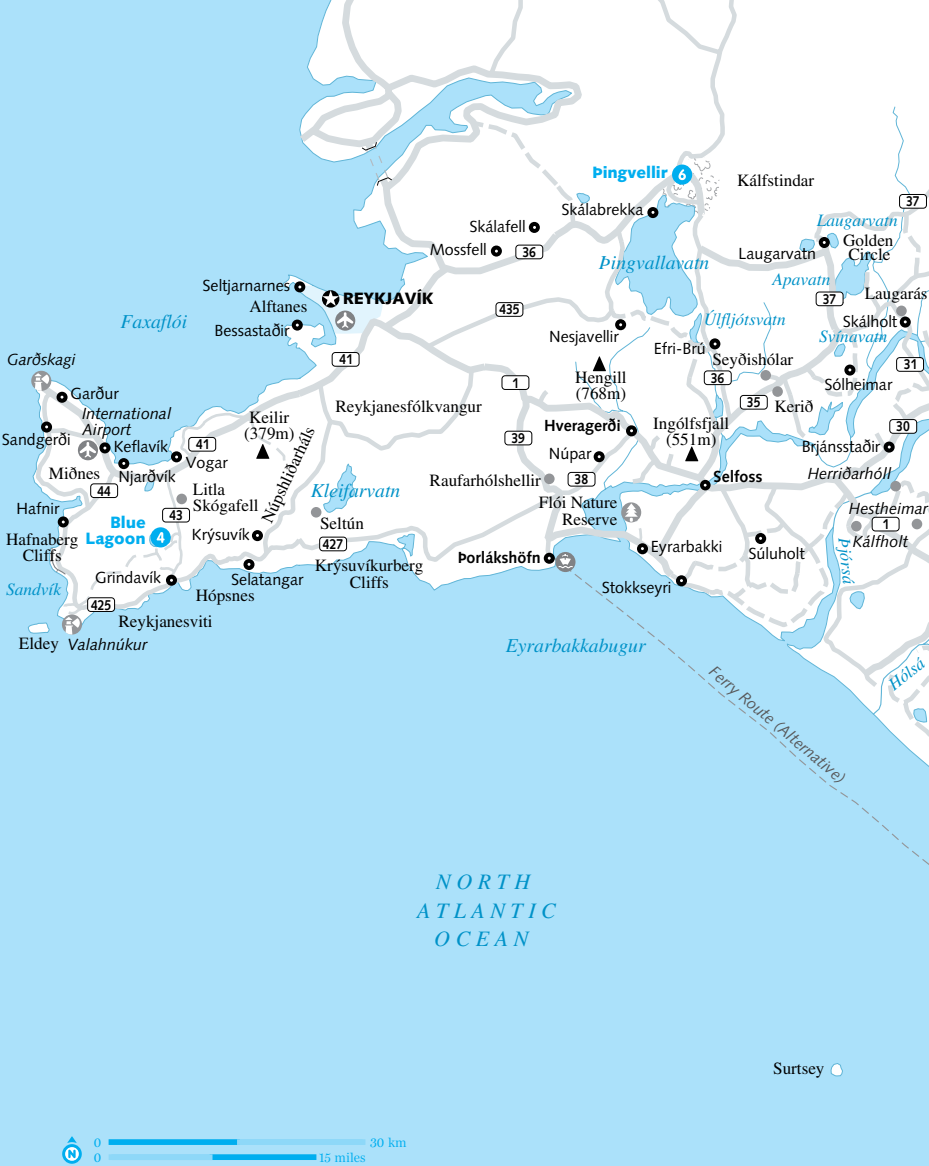 Þingvellir 6
Kálfstindar
37
Skálabrekka
Laugarvatn
Skálafell
Golden
Circle
Mossfell
36
Laugarvatn
Þingvallavatn
Apavatn
Seltjarnarnes
REYKJAVÍK
37
Laugarás
Alftanes
435
Faxaflói
Bessastaðir
Úlfljótsvatn
Skálholt
Nesjavellir
Svínavatn
Efri-Brú
Garðskagi
41
Seyðishólar
31
Hengill
(768m)
1
36
Sólheimar
Garður
Kerið
35
International
Airport
Reykjanesfólkvangur
Keilir
(379m)
Ingólfsfjall
(551m)
Hveragerði
30
Sandgerði
39
Keflavík
41
Brjánsstaðir
Núpar
Vogar
Miðnes
Njarðvík
Núpshliðarháls
Raufarhólshellir
38
Selfoss
Herriðarhóll
44
Litla
Skógafell
Kleifarvatn
Flói Nature
Reserve
Hafnir
43
Seltún
Hestheimar
1
Blue
Lagoon 4
Krýsuvík
Kálfholt
Hafnaberg
Cliffs
427
Eyrarbakki
Súluholt
Þjórsá
Þorlákshöfn
Krýsuvíkurberg
Cliffs
Grindavík
Selatangar
Sandvík
Hópsnes
Stokkseyri
425
Reykjanesviti
Eldey
Valahnúkur
Eyrarbakkabugur
Hólsá
Ferry Route (Alternative)
NORTH
ATLANTIC
OCEAN
Surtsey
N
0 30 km
0 15 miles